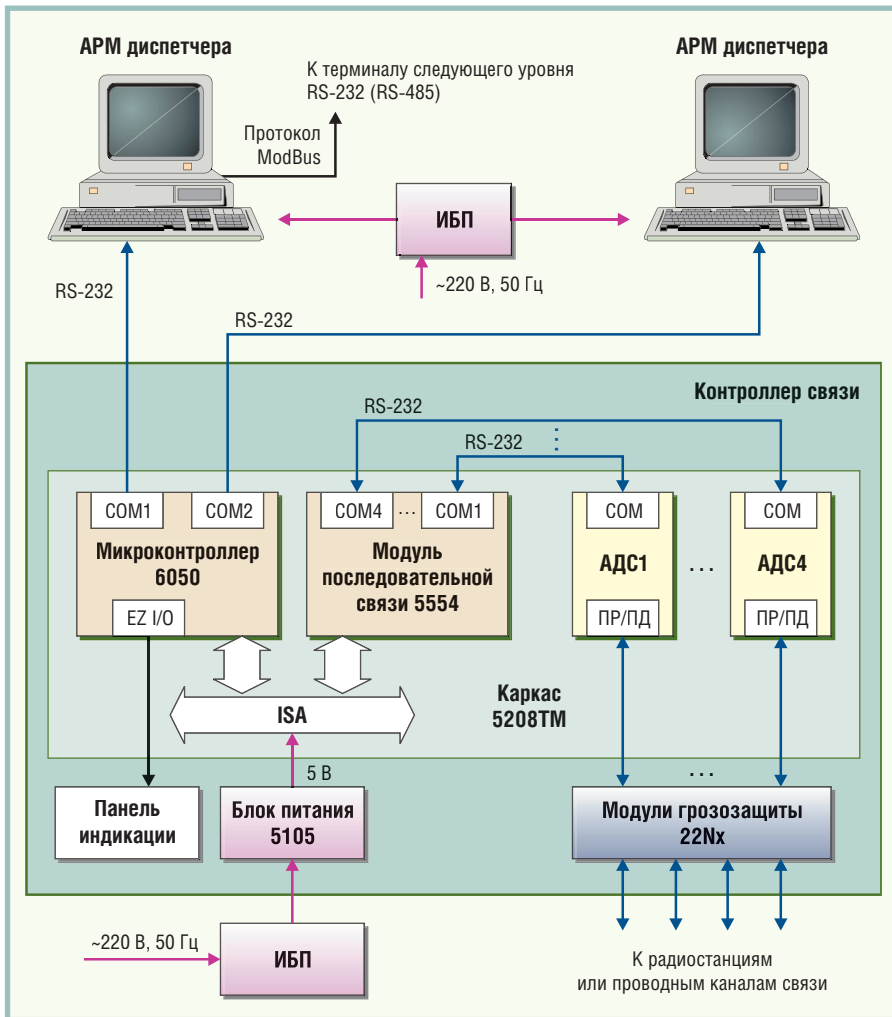 АРМ диспетчера
АРМ диспетчера
К терминалу следующего уровня
RS-232 (RS-485)
Протокол
ModBus
ИБП
~220 В, 50 Гц
RS-232
RS-232
Контроллер связи
RS-232
RS-232
COM1
COM2
Микроконтроллер
6050
EZ I/O
COM4
...
COM1
Модуль
последовательной
связи 5554
COM
АДС1
ПР/ПД
...
COM
АДС4
ПР/ПД
ISA
Каркас
5208ТМ
5 В
...
Панель
индикации
Блок питания
5105
Модули грозозащиты
22Nx
~220 В, 50 Гц
ИБП
К радиостанциям
или проводным каналам связи